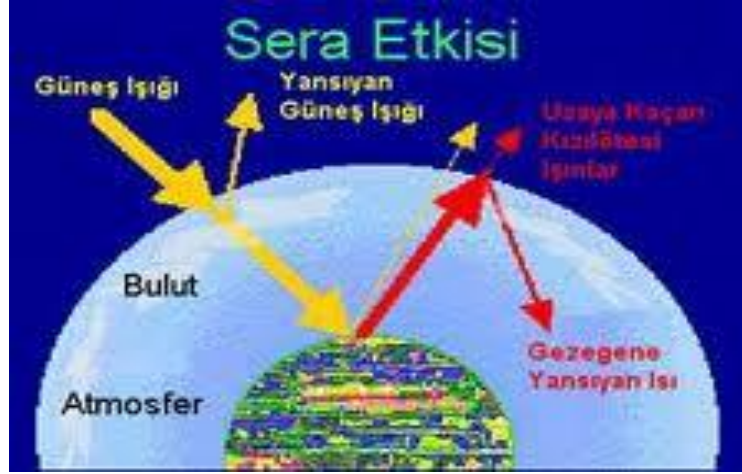 Sera Etkisi
Güneş Işığı
Yansıyan
Güneş Işığı
Uzaya Kaçan
Kızılötesi
Işınlar
Bulut
Gezegene
Yansıyan Isı
Atmosfer